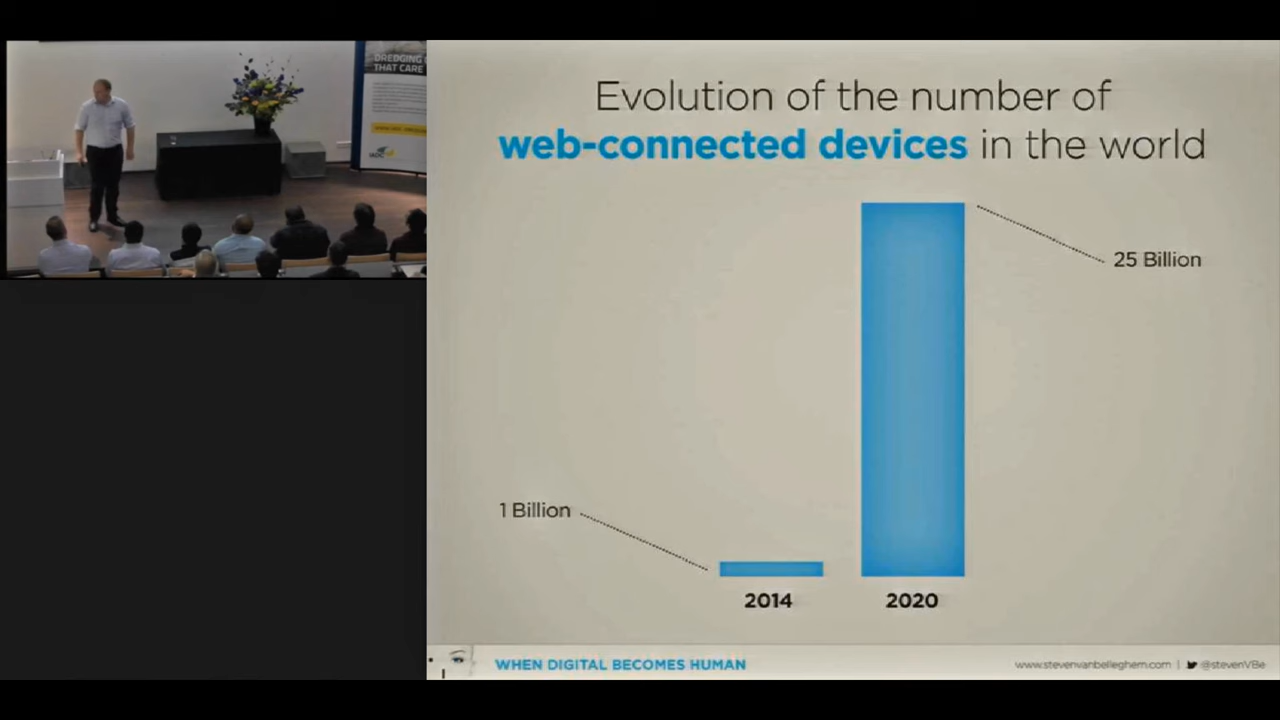 DREDGING
THAT CARE
IADC
Evolution of the number of
web-connected devices in the world
25 Billion
1 Billion
2014
2020
WHEN DIGITAL BECOMES HUMAN
www.stevenvanbelleghem.com | @stevenVBe